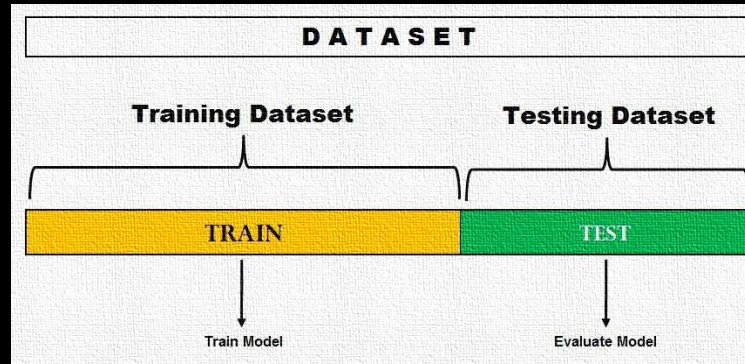 DATASET
Training Dataset
Testing Dataset
TRAIN
TEST
Train Model
Evaluate Model